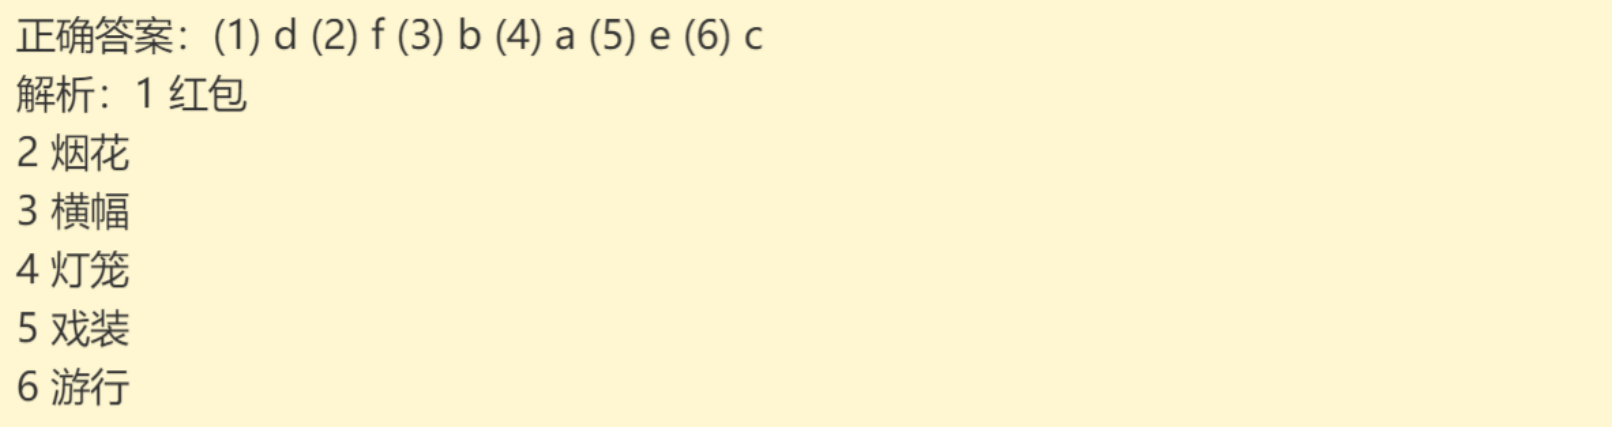 正确答案：(1) d (2) f (3) b (4) a (5) e (6) c
解析：1 红包
2 烟花
3 横幅
4 灯笼
5 戏装
6 游行